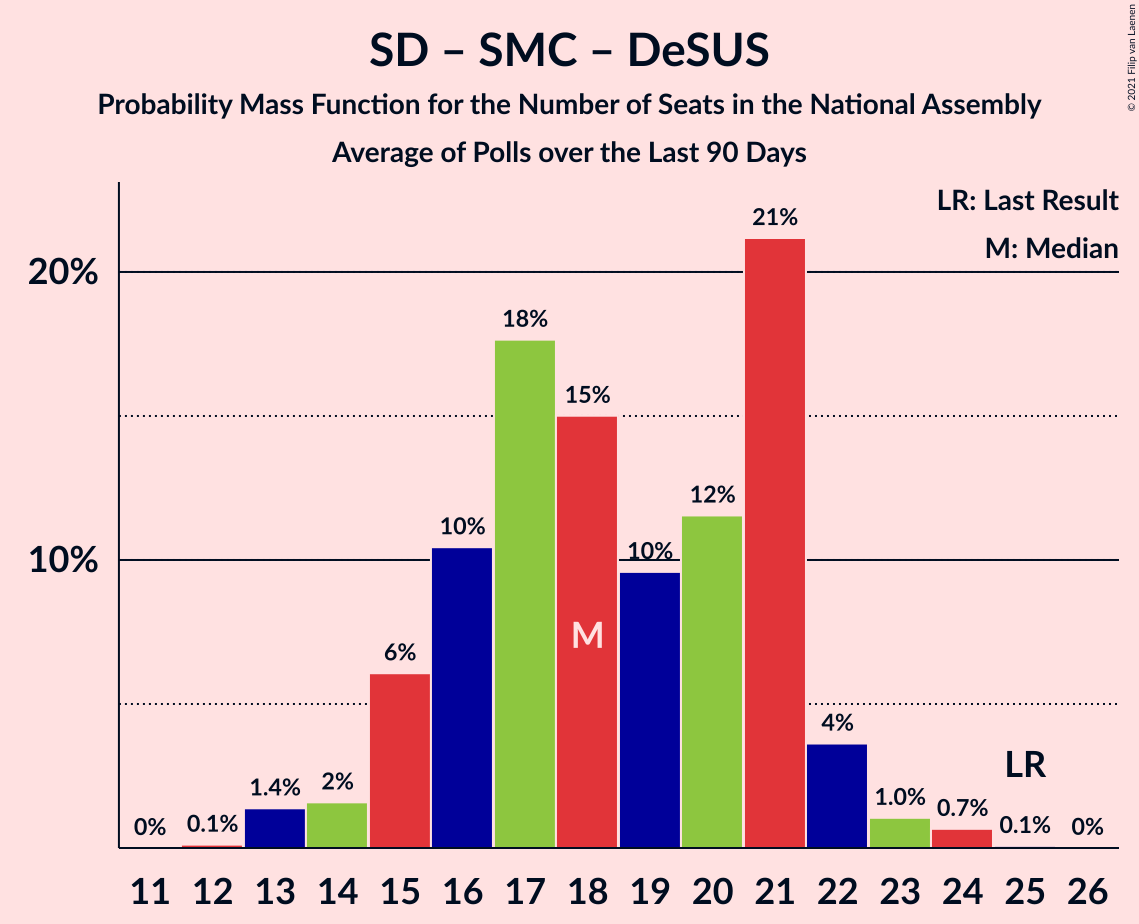 SD – SMC – DeSUS
Probability Mass Function for the Number of Seats in the National Assembly
Average of Polls over the Last 90 Days
© 2021 Filip van Laenen
LR: Last Result
M: Median
20%
10%
0%
0.1%
1.4%
2%
6%
10%
18%
15%
10%
12%
21%
4%
1.0%
0.7%
0.1%
0%
M
LR
11 12 13 14 15 16 17 18 19 20 21 22 23 24 25 26